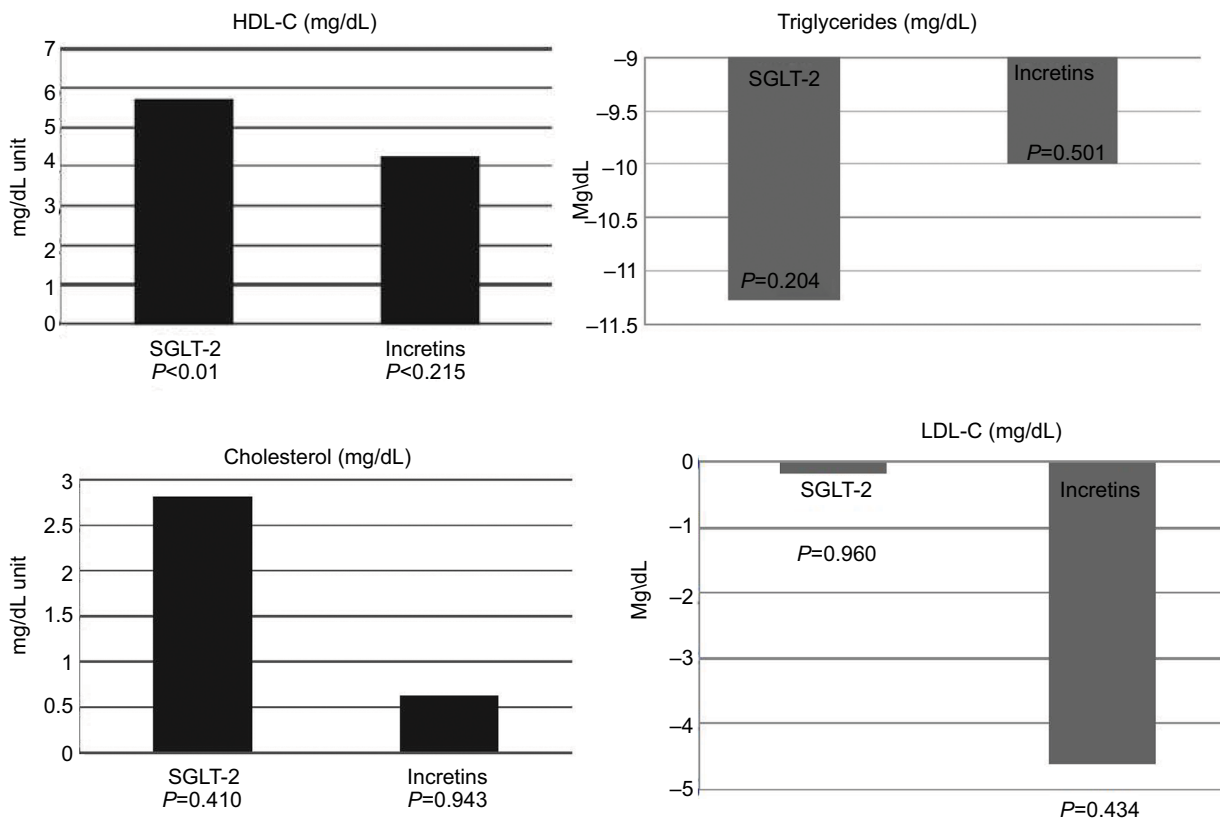 HDL-C (mg/dL)
mg/dL unit
7
6
5
4
3
2
1
0
SGLT-2
P<0.01
Incretins
P<0.215
Triglycerides (mg/dL)
Mg\dL
–9
–9.5
–10
–10.5
–11
–11.5
SGLT-2
P=0.204
Incretins
P=0.501
Cholesterol (mg/dL)
mg/dL unit
3
2.5
2
1.5
1
0.5
0
SGLT-2
P=0.410
Incretins
P=0.943
LDL-C (mg/dL)
Mg\dL
0
–1
–2
–3
–4
–5
SGLT-2
P=0.960
Incretins
P=0.434